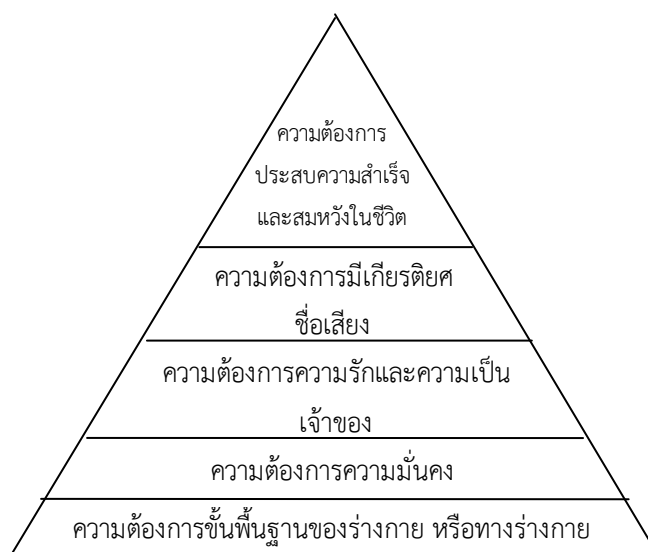 ความต้องการ
ประสบความสำเร็จ
และสมหวังในชีวิต
ความต้องการมีเกียรติยศ
ชื่อเสียง
ความต้องการความรักและความเป็น
เจ้าของ
ความต้องการความมั่นคง
ความต้องการขั้นพื้นฐานของร่างกาย หรือทางร่างกาย